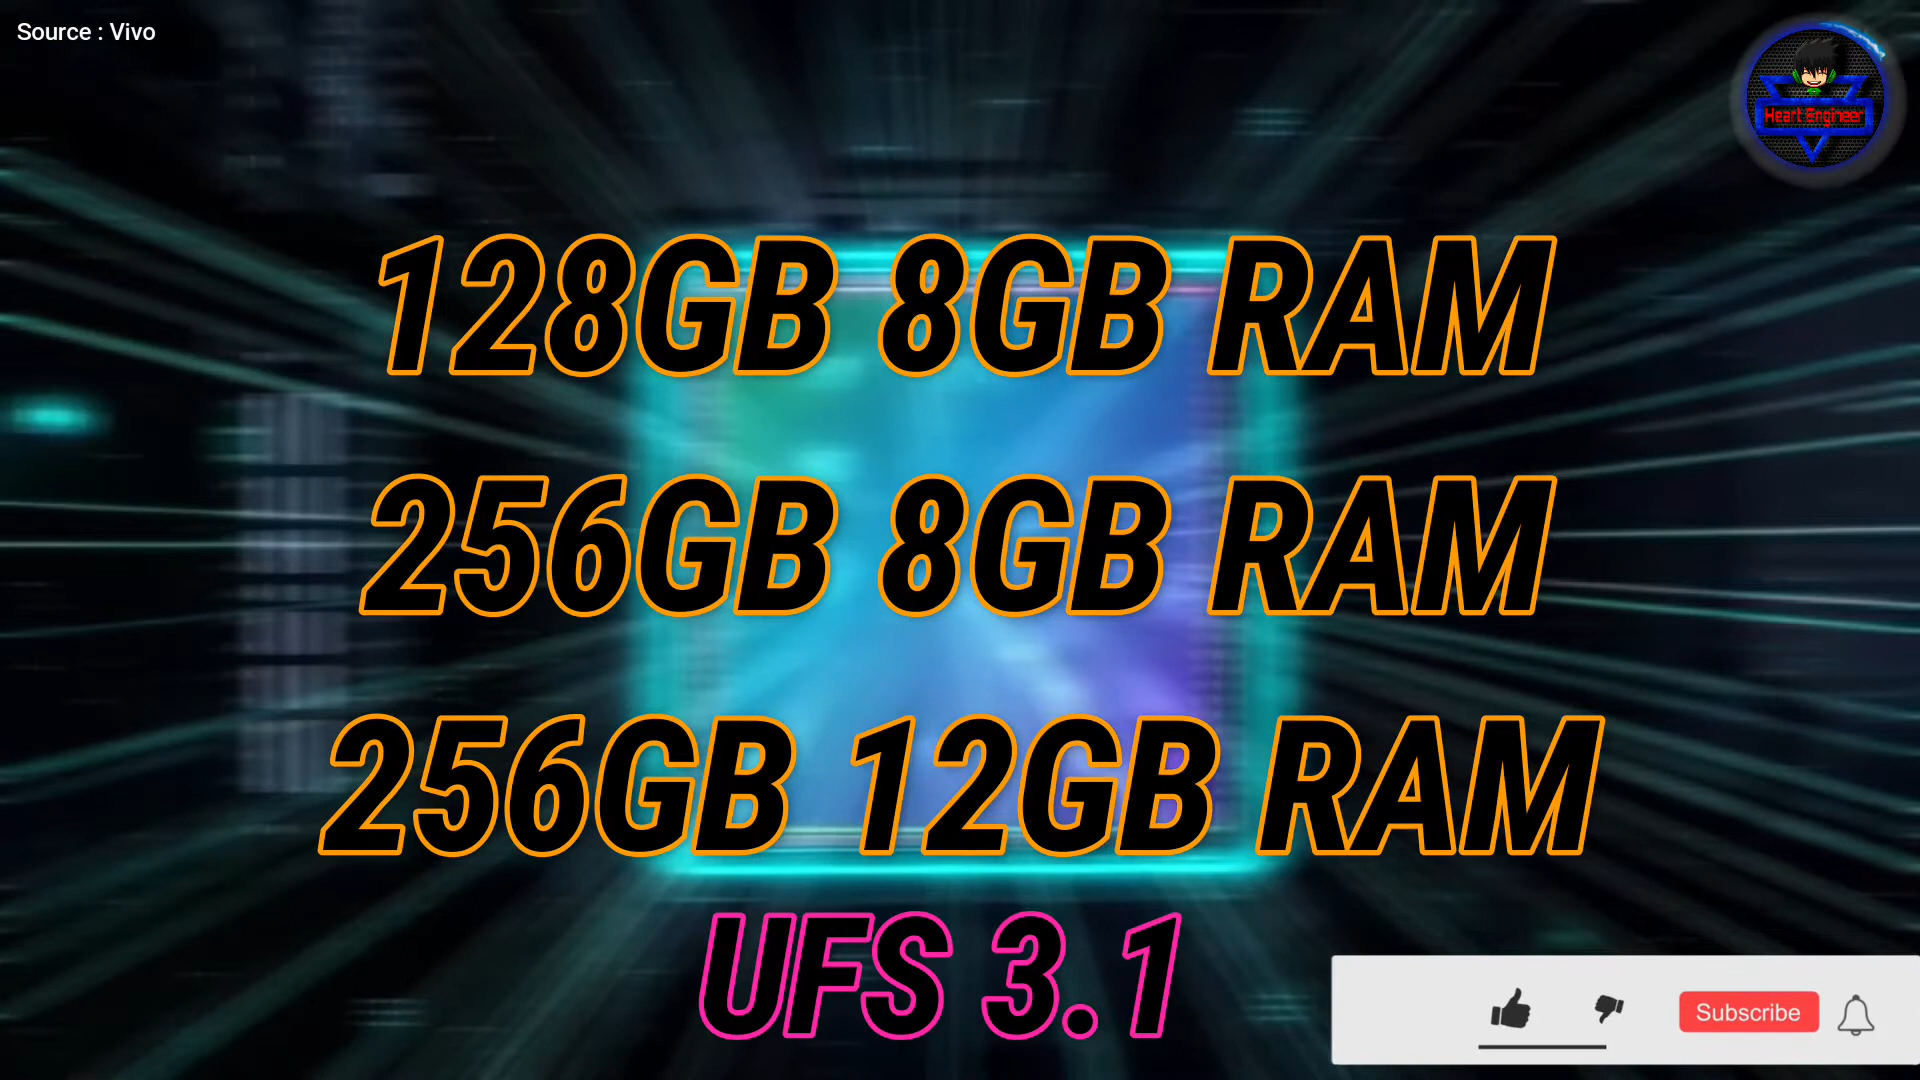 Source : Vivo
Heart Engineer
128GB 8GB RAM
256GB 8GB RAM
256GB 12GB RAM
UFS 3.1
Subscribe